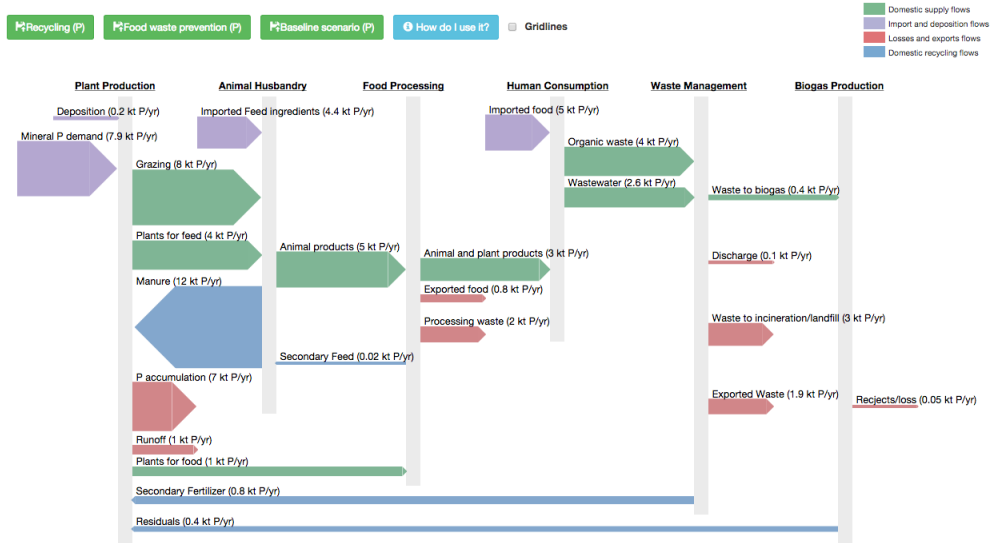 Recycling (P)
Food waste prevention (P)
Baseline scenario (P)
How do I use it?
Gridlines
Domestic supply flows
Import and deposition flows
Losses and exports flows
Domestic recycling flows
Plant Production
Animal Husbandry
Food Processing
Human Consumption
Waste Management
Biogas Production
Deposition (0.2 kt P/yr)
Imported Feed ingredients (4.4 kt P/yr)
Imported food (5 kt P/yr)
Mineral P demand (7.9 kt P/yr)
Organic waste (4 kt P/yr)
Grazing (8 kt P/yr)
Wastewater (2.6 kt P/yr)
Waste to biogas (0.4 kt P/yr)
Plants for feed (4 kt P/yr)
Animal products (5 kt P/yr)
Animal and plant products (3 kt P/yr)
Discharge (0.1 kt P/yr)
Manure (12 kt P/yr)
Exported food (0.8 kt P/yr)
Processing waste (2 kt P/yr)
Waste to incineration/landfill (3 kt P/yr)
Secondary Feed (0.02 kt P/yr)
P accumulation (7 kt P/yr)
Exported Waste (1.9 kt P/yr)
Recjects/loss (0.05 kt P/yr)
Runoff (1 kt P/yr)
Plants for food (1 kt P/yr)
Secondary Fertilizer (0.8 kt P/yr)
Residuals (0.4 kt P/yr)